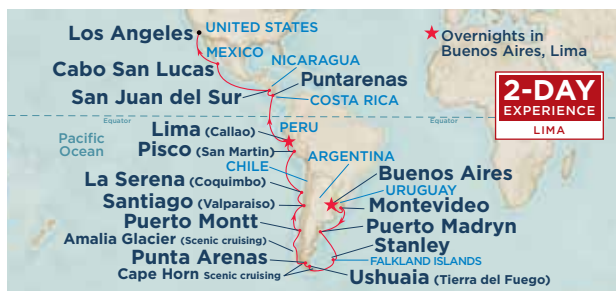 Los Angeles UNITED STATES
MEXICO
Cabo San Lucas
NICARAGUA
Puntarenas
San Juan del Sur
COSTA RICA
★ Overnights in
Buenos Aires, Lima
2-DAY
EXPERIENCE
LIMA
Equator
Equator
Pacific
Ocean
Lima (Callao) PERU
Pisco (San Martin)
CHILE
ARGENTINA
La Serena (Coquimbo)
Buenos Aires
URUGUAY
Santiago (Valparaiso)
Montevideo
Puerto Montt
Puerto Madryn
Amalia Glacier (Scenic cruising)
Stanley
FALKLAND ISLANDS
Punta Arenas
Cape Horn Scenic cruising
Ushuaia (Tierra del Fuego)